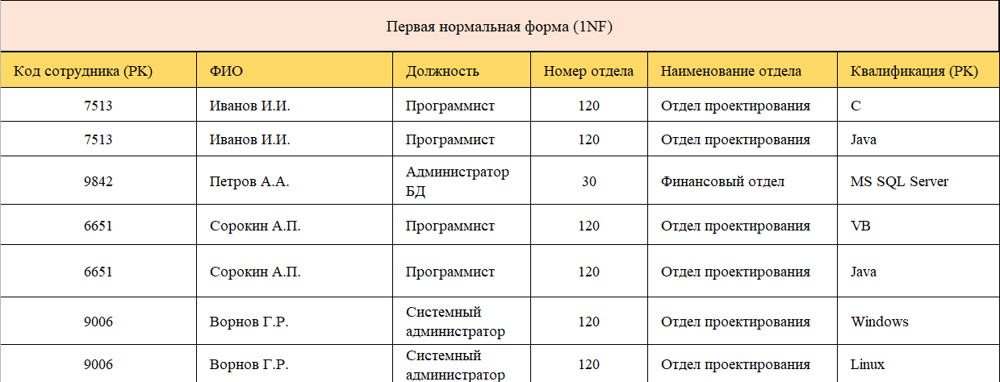 Первая нормальная форма (1NF)
Код сотрудника (PK) ФИО Должность Номер отдела Наименование отдела Квалификация (PK)
7513 Иванов И.И. Программист 120 Отдел проектирования C
7513 Иванов И.И. Программист 120 Отдел проектирования Java
9842 Петров А.А. Администратор БД 30 Финансовый отдел MS SQL Server
6651 Сорокин А.П. Программист 120 Отдел проектирования VB
6651 Сорокин А.П. Программист 120 Отдел проектирования Java
9006 Ворнов Г.Р. Системный администратор 120 Отдел проектирования Windows
9006 Ворнов Г.Р. Системный администратор 120 Отдел проектирования Linux